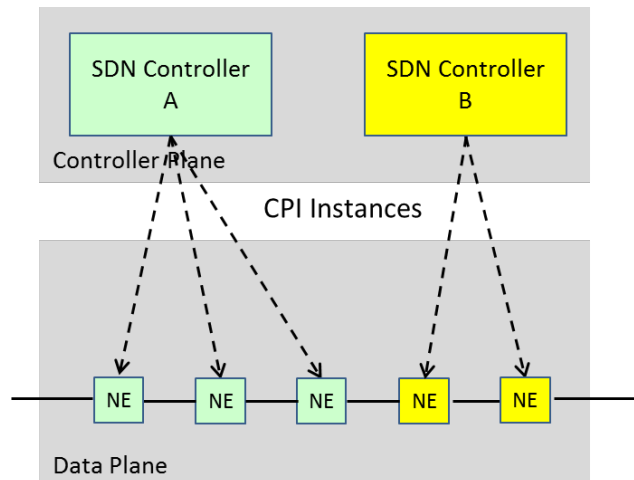 SDN Controller
A
SDN Controller
B
Controller Plane
CPI Instances
NE
NE
NE
NE
NE
Data Plane